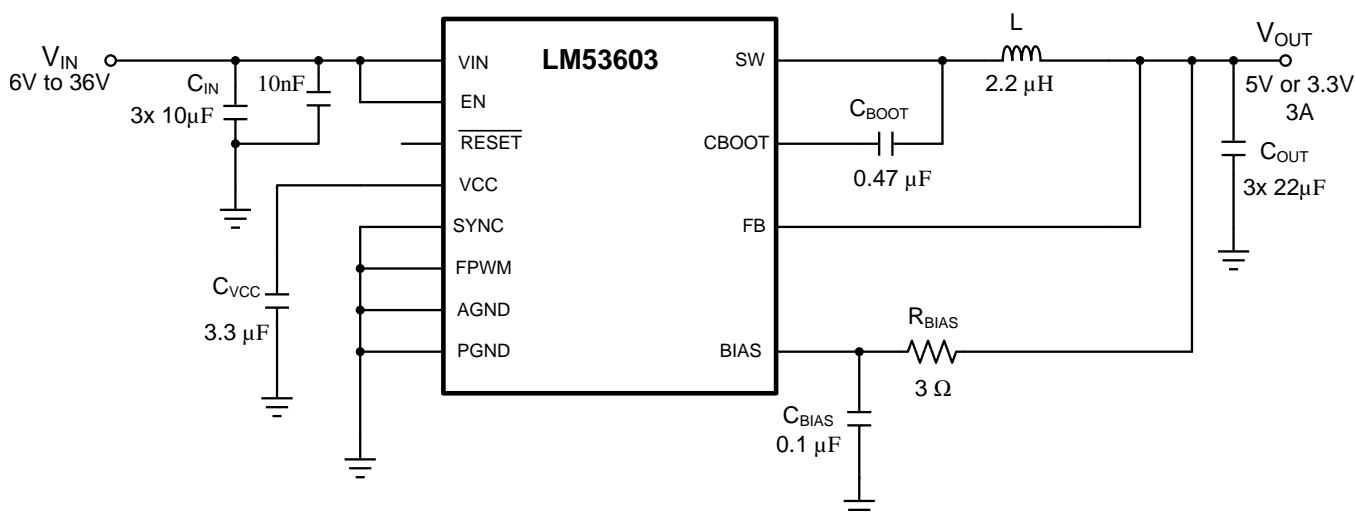 LM53603
V_IN
6V to 36V
C_IN
3x 10µF
10nF
VIN
EN
RESET
VCC
SYNC
FPWM
AGND
PGND
C_VCC
3.3 µF
SW
CBOOT
FB
BIAS
L
2.2 µH
C_BOOT
0.47 µF
V_OUT
5V or 3.3V
3A
C_OUT
3x 22µF
R_BIAS
3 Ω
C_BIAS
0.1 µF